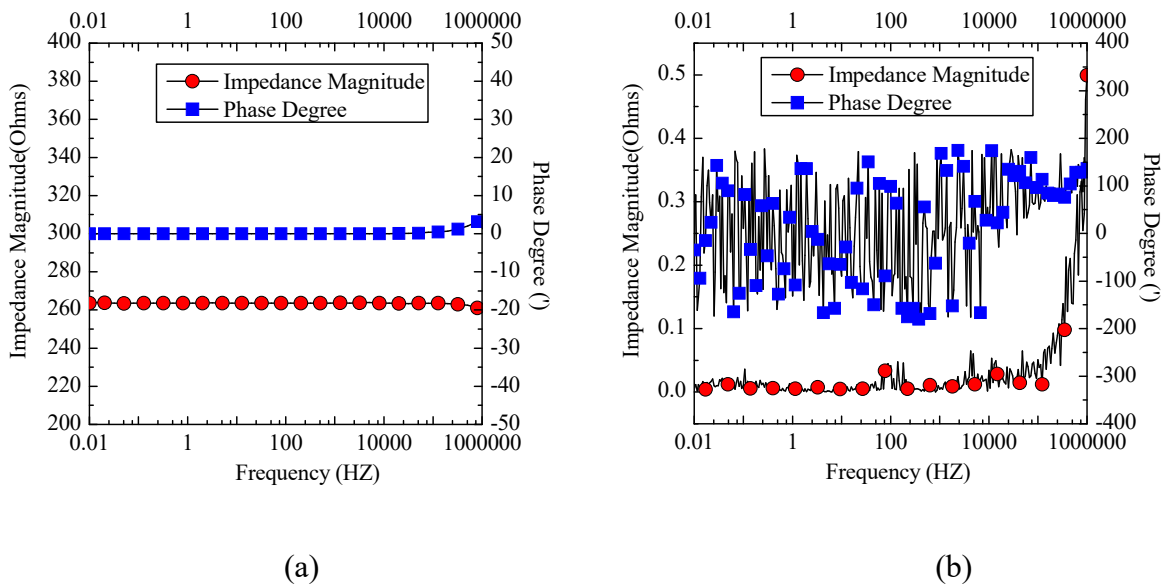 0.01 1 100 10000 1000000
400
380
360
340
320
300
280
260
240
220
200
50
40
30
20
10
0
-10
-20
-30
-40
-50
Impedance Magnitude(Ohms)
Phase Degree (')
Impedance Magnitude
Phase Degree
0.01 1 100 10000 1000000
Frequency (HZ)
(a)
0.01 1 100 10000 1000000
0.5
0.4
0.3
0.2
0.1
0.0
400
300
200
100
0
-100
-200
-300
-400
Impedance Magnitude (Ohms)
Phase Degree (')
Impedance Magnitude
Phase Degree
0.01 1 100 10000 1000000
Frequency (HZ)
(b)